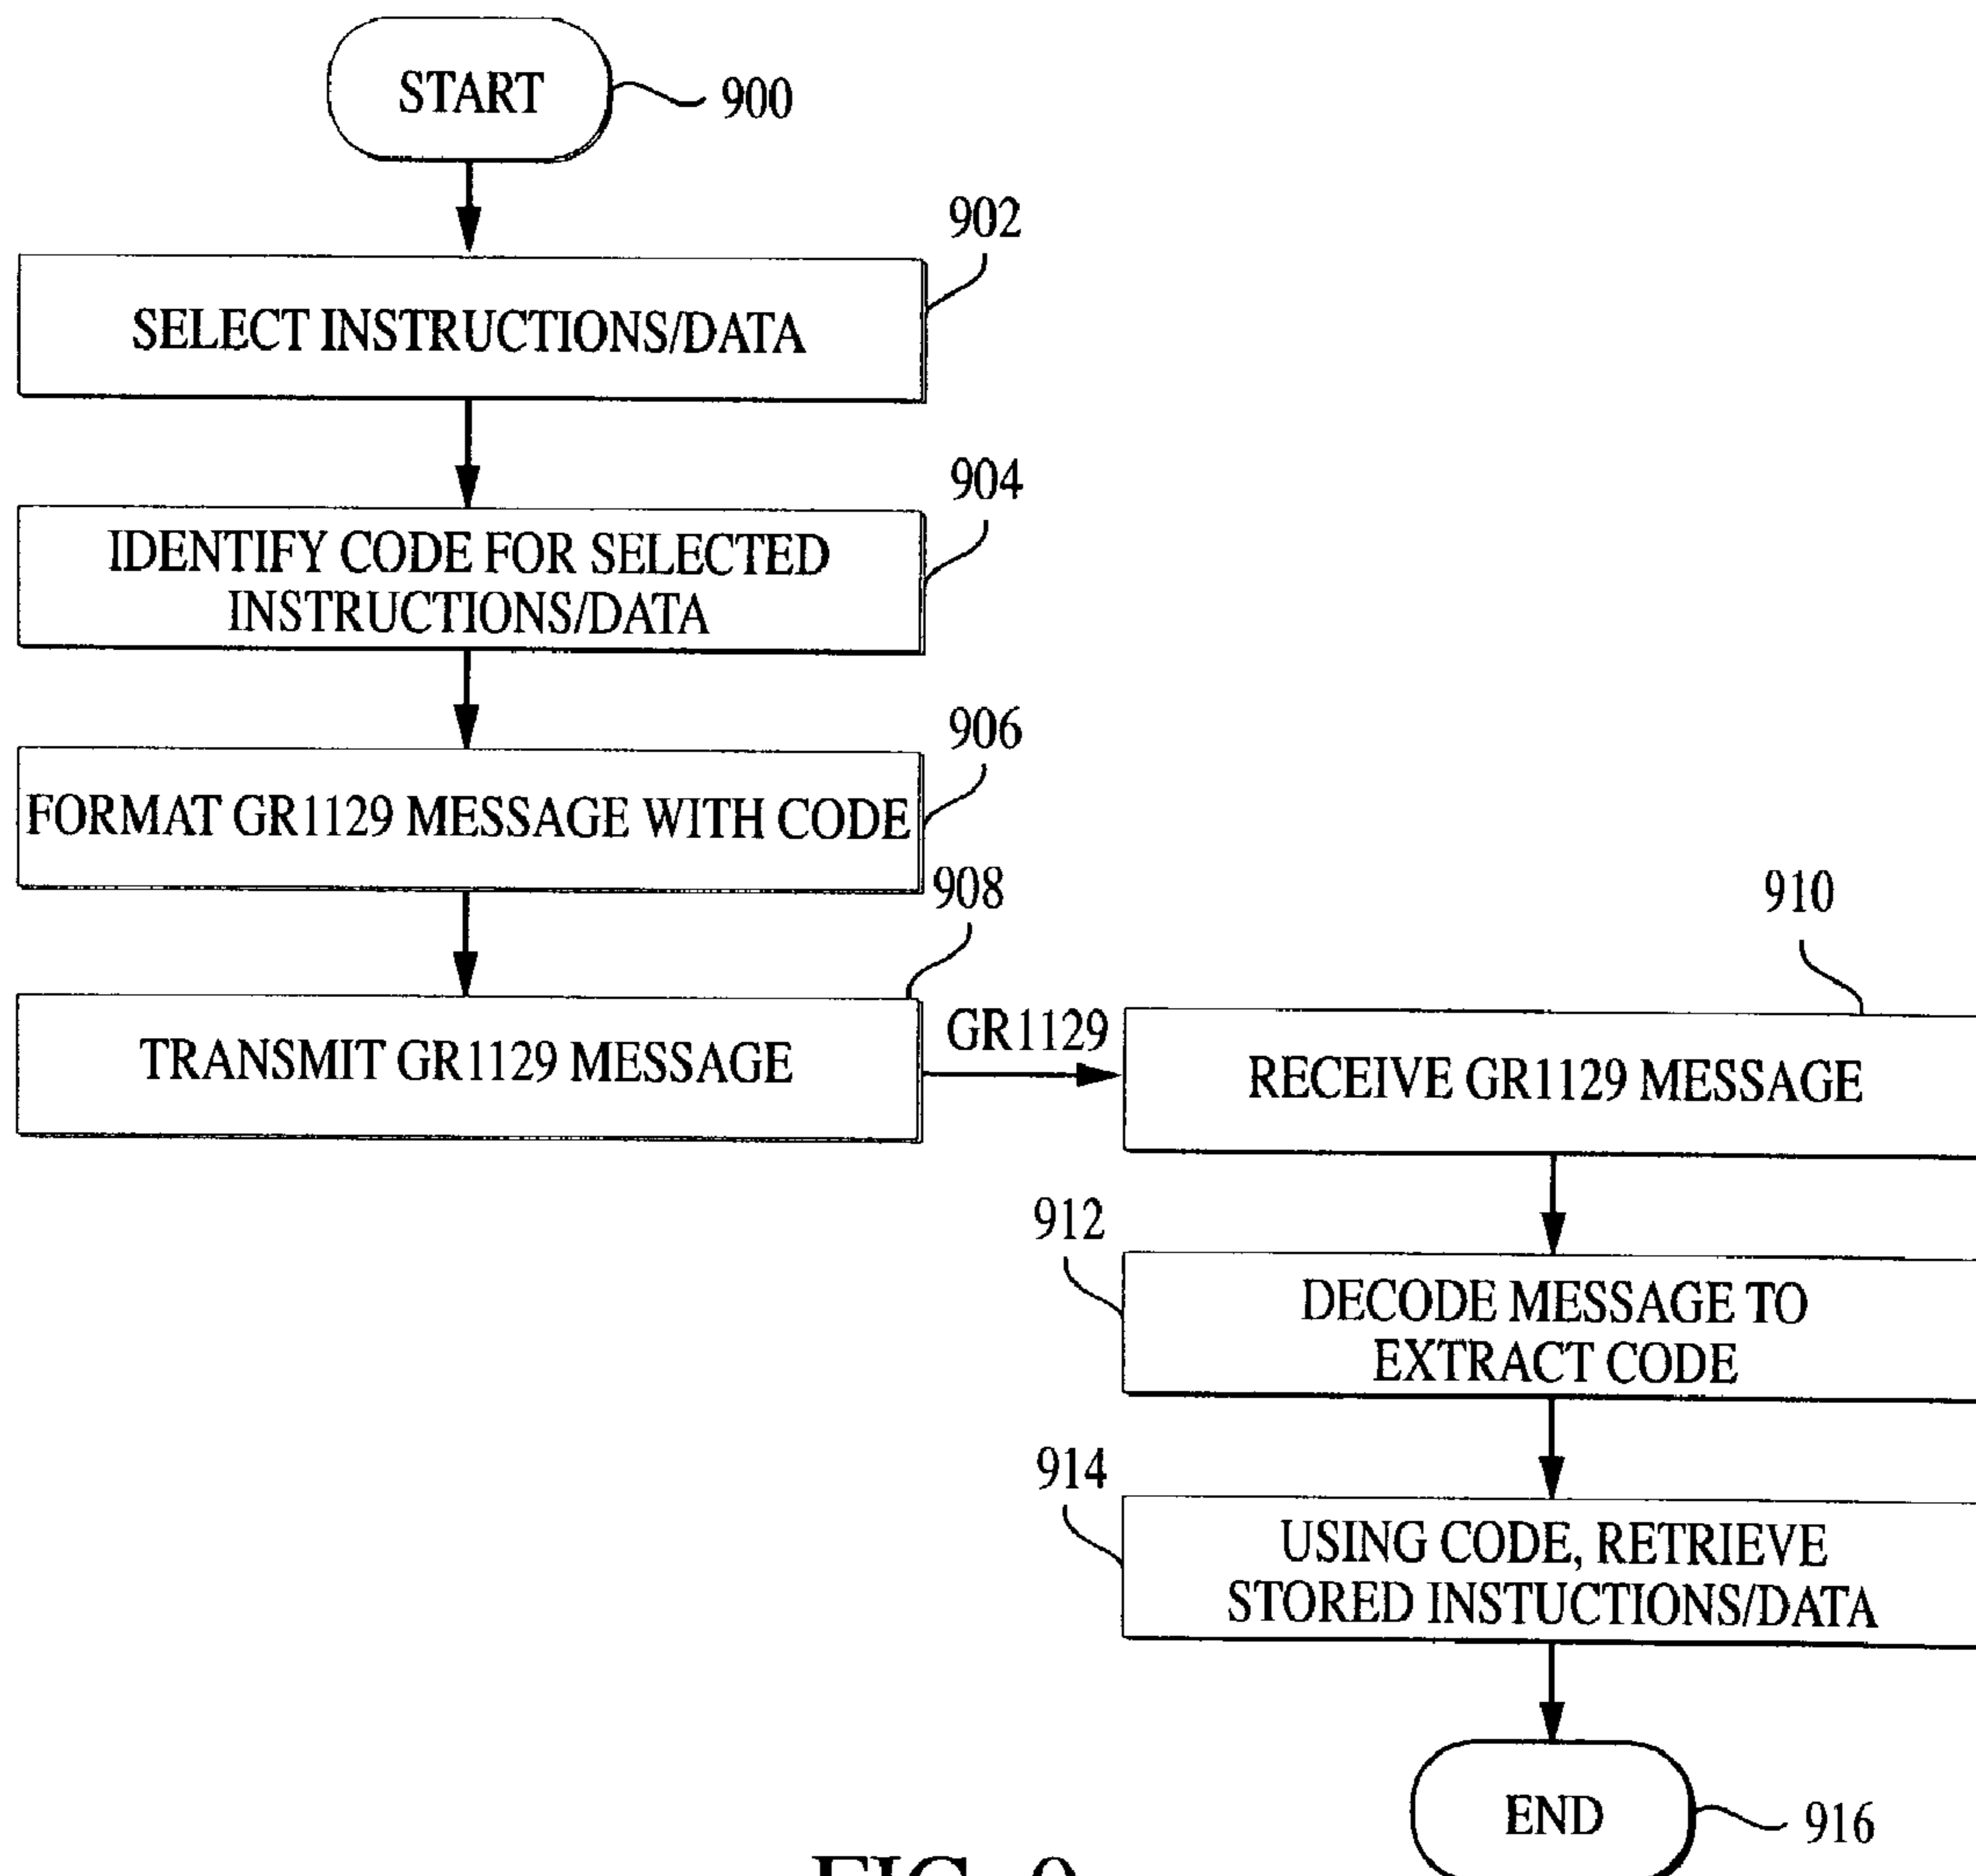 START
900
902
SELECT INSTRUCTIONS/DATA
904
IDENTIFY CODE FOR SELECTED
INSTRUCTIONS/DATA
906
FORMAT GR1129 MESSAGE WITH CODE
908
TRANSMIT GR1129 MESSAGE
GR1129
910
RECEIVE GR1129 MESSAGE
912
DECODE MESSAGE TO
EXTRACT CODE
914
USING CODE, RETRIEVE
STORED INSTUCTIONS/DATA
END
916
FIG. 9